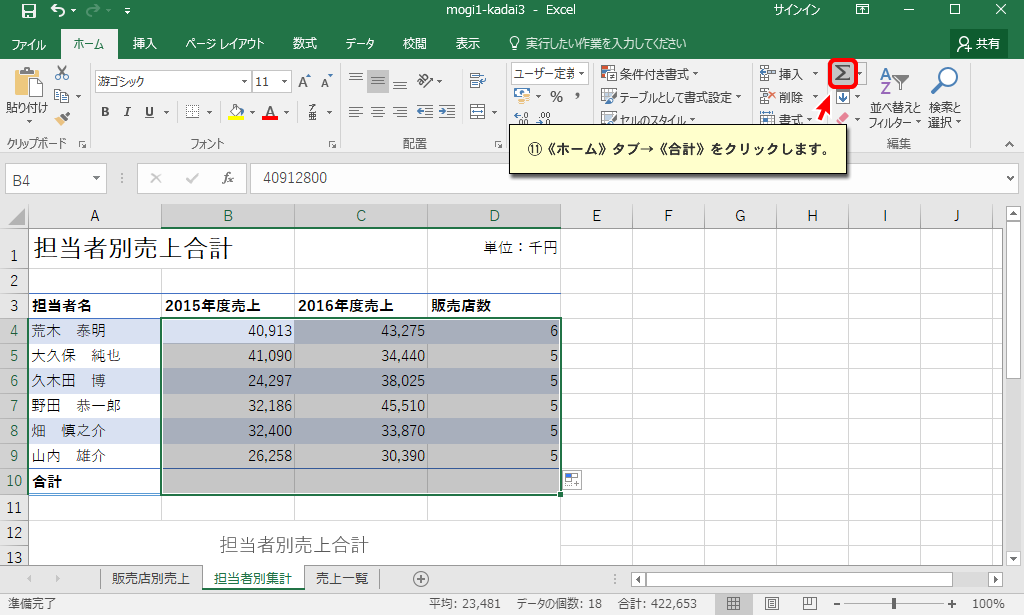 mogi1-kadai3 - Excel
サインイン
ファイル ホーム 挿入 ページ レイアウト 数式 データ 校閲 表示 実行したい作業を入力してください 共有
貼り付け
クリップボード
游ゴシック 11
B I U
フォント
配置
ユーザー定義
条件付き書式
テーブルとして書式設定
セルのスタイル
挿入
削除
書式
Σ
並べ替えと
フィルター
検索と
選択
編集
⑪《ホーム》タブ→《合計》をクリックします。
B4 fx 40912800
A B C D E F G H I J
1 担当者別売上合計 単位：千円
2
3 担当者名 2015年度売上 2016年度売上 販売店数
4 荒木　泰明 40,913 43,275 6
5 大久保　純也 41,090 34,440 5
6 久木田　博 24,297 38,025 5
7 野田　恭一郎 32,186 45,510 5
8 畑　慎之介 32,400 33,870 5
9 山内　雄介 26,258 30,390 5
10 合計
11
12 担当者別売上合計
13
販売店別売上 担当者別集計 売上一覧
準備完了 平均: 23,481 データの個数: 18 合計: 422,653 100%